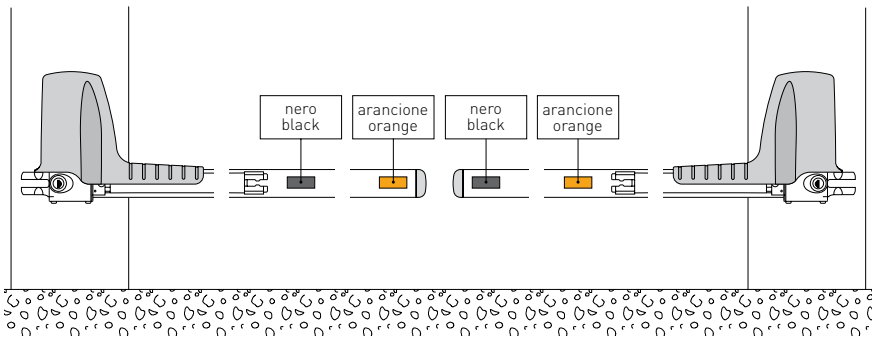 nero
black
arancione
orange
nero
black
arancione
orange